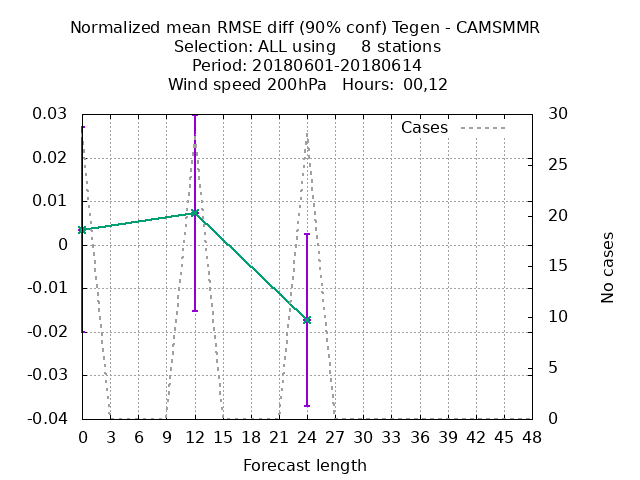 Normalized mean RMSE diff (90% conf) Tegen - CAMSMMR
Selection: ALL using 8 stations
Period: 20180601-20180614
Wind speed 200hPa Hours: 00,12
Cases
0.03
0.02
0.01
0
-0.01
-0.02
-0.03
-0.04
30
25
20
15
10
5
0
No cases
0 3 6 9 12 15 18 21 24 27 30 33 36 39 42 45 48
Forecast length